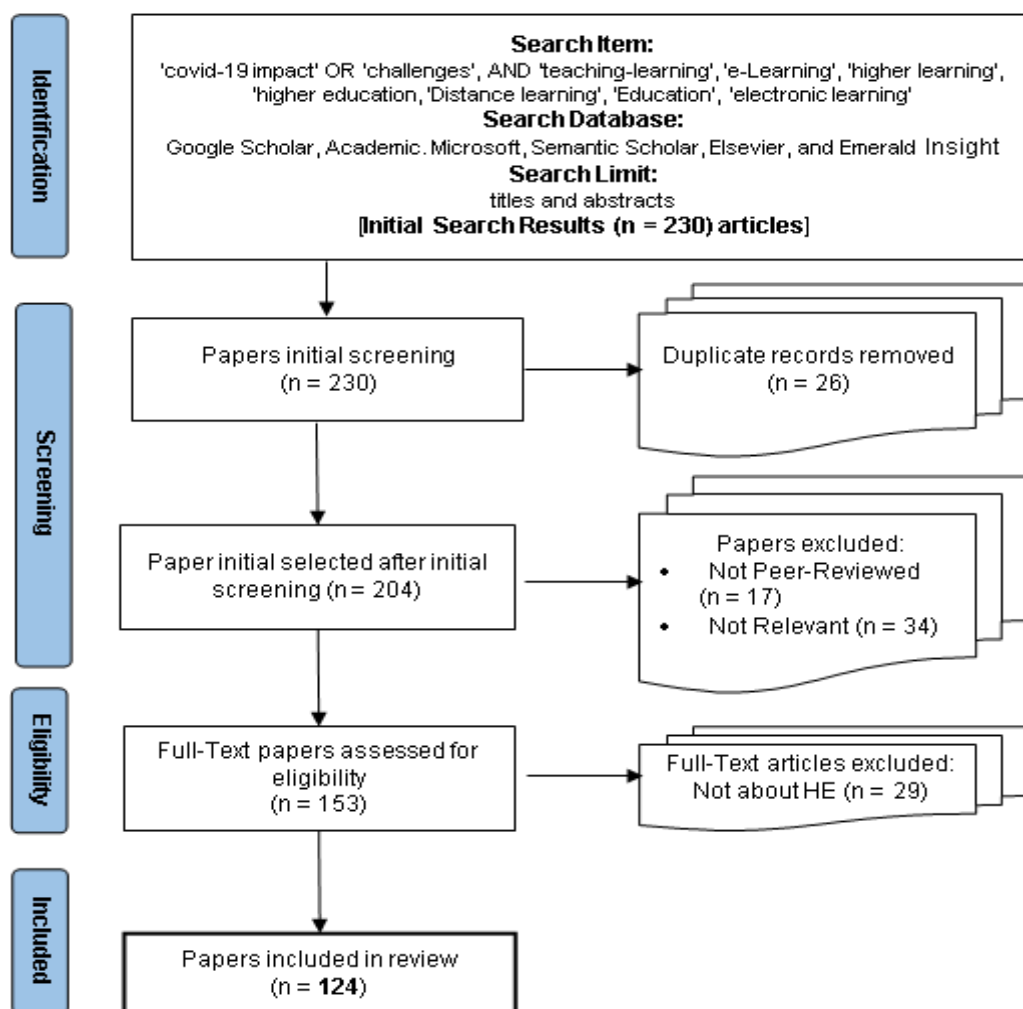 Identification
Search Item:
'covid-19 impact' OR 'challenges', AND 'teaching-learning', 'e-Learning', 'higher learning',
'higher education, 'Distance learning', 'Education', 'electronic learning'
Search Database:
Google Scholar, Academic. Microsoft, Semantic Scholar, Elsevier, and Emerald Insight
Search Limit:
titles and abstracts
[Initial Search Results (n = 230) articles]
Screening
Papers initial screening
(n = 230)
Duplicate records removed
(n = 26)
Paper initial selected after initial
screening (n = 204)
Papers excluded:
• Not Peer-Reviewed
(n = 17)
• Not Relevant (n = 34)
Eligibility
Full-Text papers assessed for
eligibility
(n = 153)
Full-Text articles excluded:
Not about HE (n = 29)
Included
Papers included in review
(n = 124)